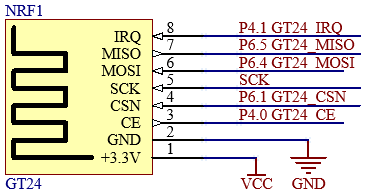 NRF1
IRQ 8 P4.1 GT24_IRQ
MISO 7 P6.5 GT24_MISO
MOSI 6 P6.4 GT24_MOSI
SCK 5 SCK
CSN 4 P6.1 GT24_CSN
CE 3 P4.0 GT24_CE
GND 2
+3.3V 1
GT24 VCC GND